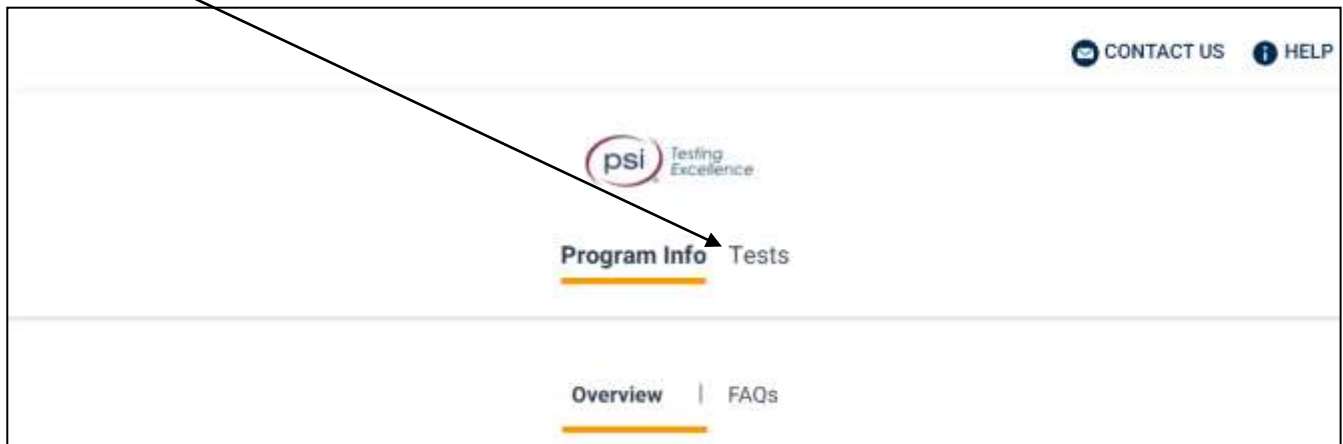 CONTACT US HELP
psi Testing
Excellence
Program Info Tests
Overview | FAQs